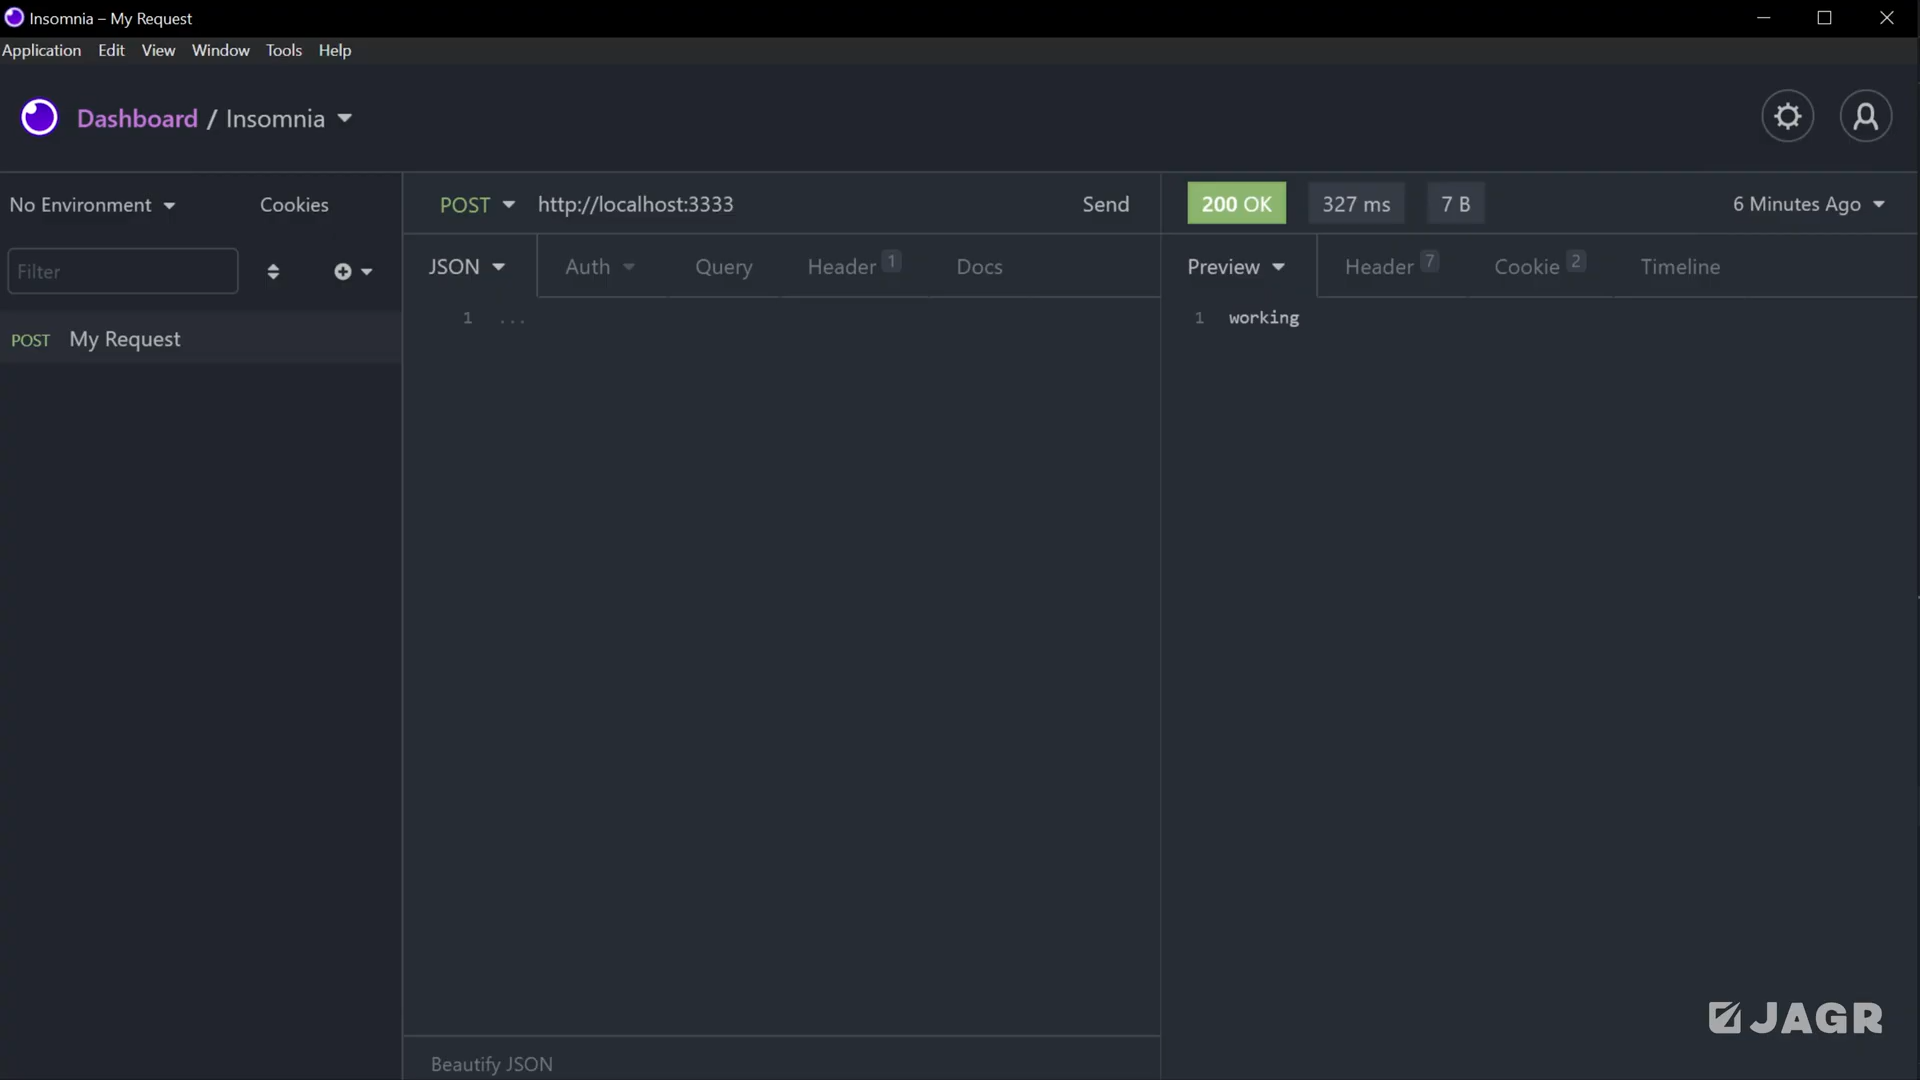 Insomnia – My Request
Application Edit View Window Tools Help
Dashboard / Insomnia
No Environment Cookies
POST http://localhost:3333 Send
200 OK 327 ms 7 B 6 Minutes Ago
Filter
JSON Auth Query Header 1 Docs
Preview Header 7 Cookie 2 Timeline
POST My Request
1 ...
1 working
Beautify JSON
JAGR